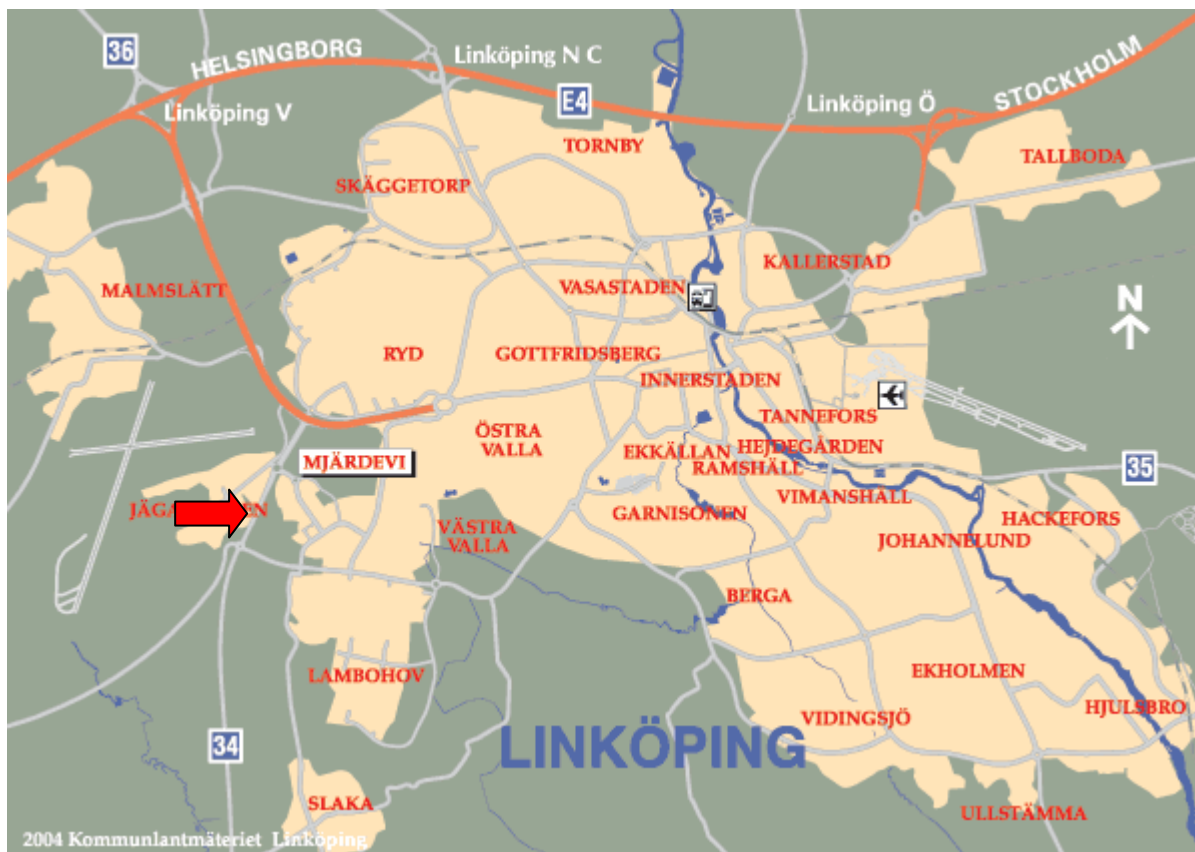 36
HELSINGBORG
Linköping N C
Linköping V
E4
Linköping Ö
STOCKHOLM
TORNBY
TALLBODA
SKÄGGETORP
KALLERSTAD
MALMSLÄTT
VASASTADEN
N
RYD
GOTTFRIDSBERG
INNERSTADEN
TANNEFORS
ÖSTRA
VALLA
EKKÄLLAN
HEJDEGÅRDEN
RAMSHÄLL
MJÄRDEVI
35
VIMANSHÄLL
GARNISONEN
HACKEFORS
VÄSTRA
VALLA
JOHANNELUND
BERGA
LAMBOHOV
EKHOLMEN
HJULSBRO
VIDINGSJÖ
34
LINKÖPING
SLAKA
ULLSTÄMMA
2004 Kommunlantmäteriet Linköping